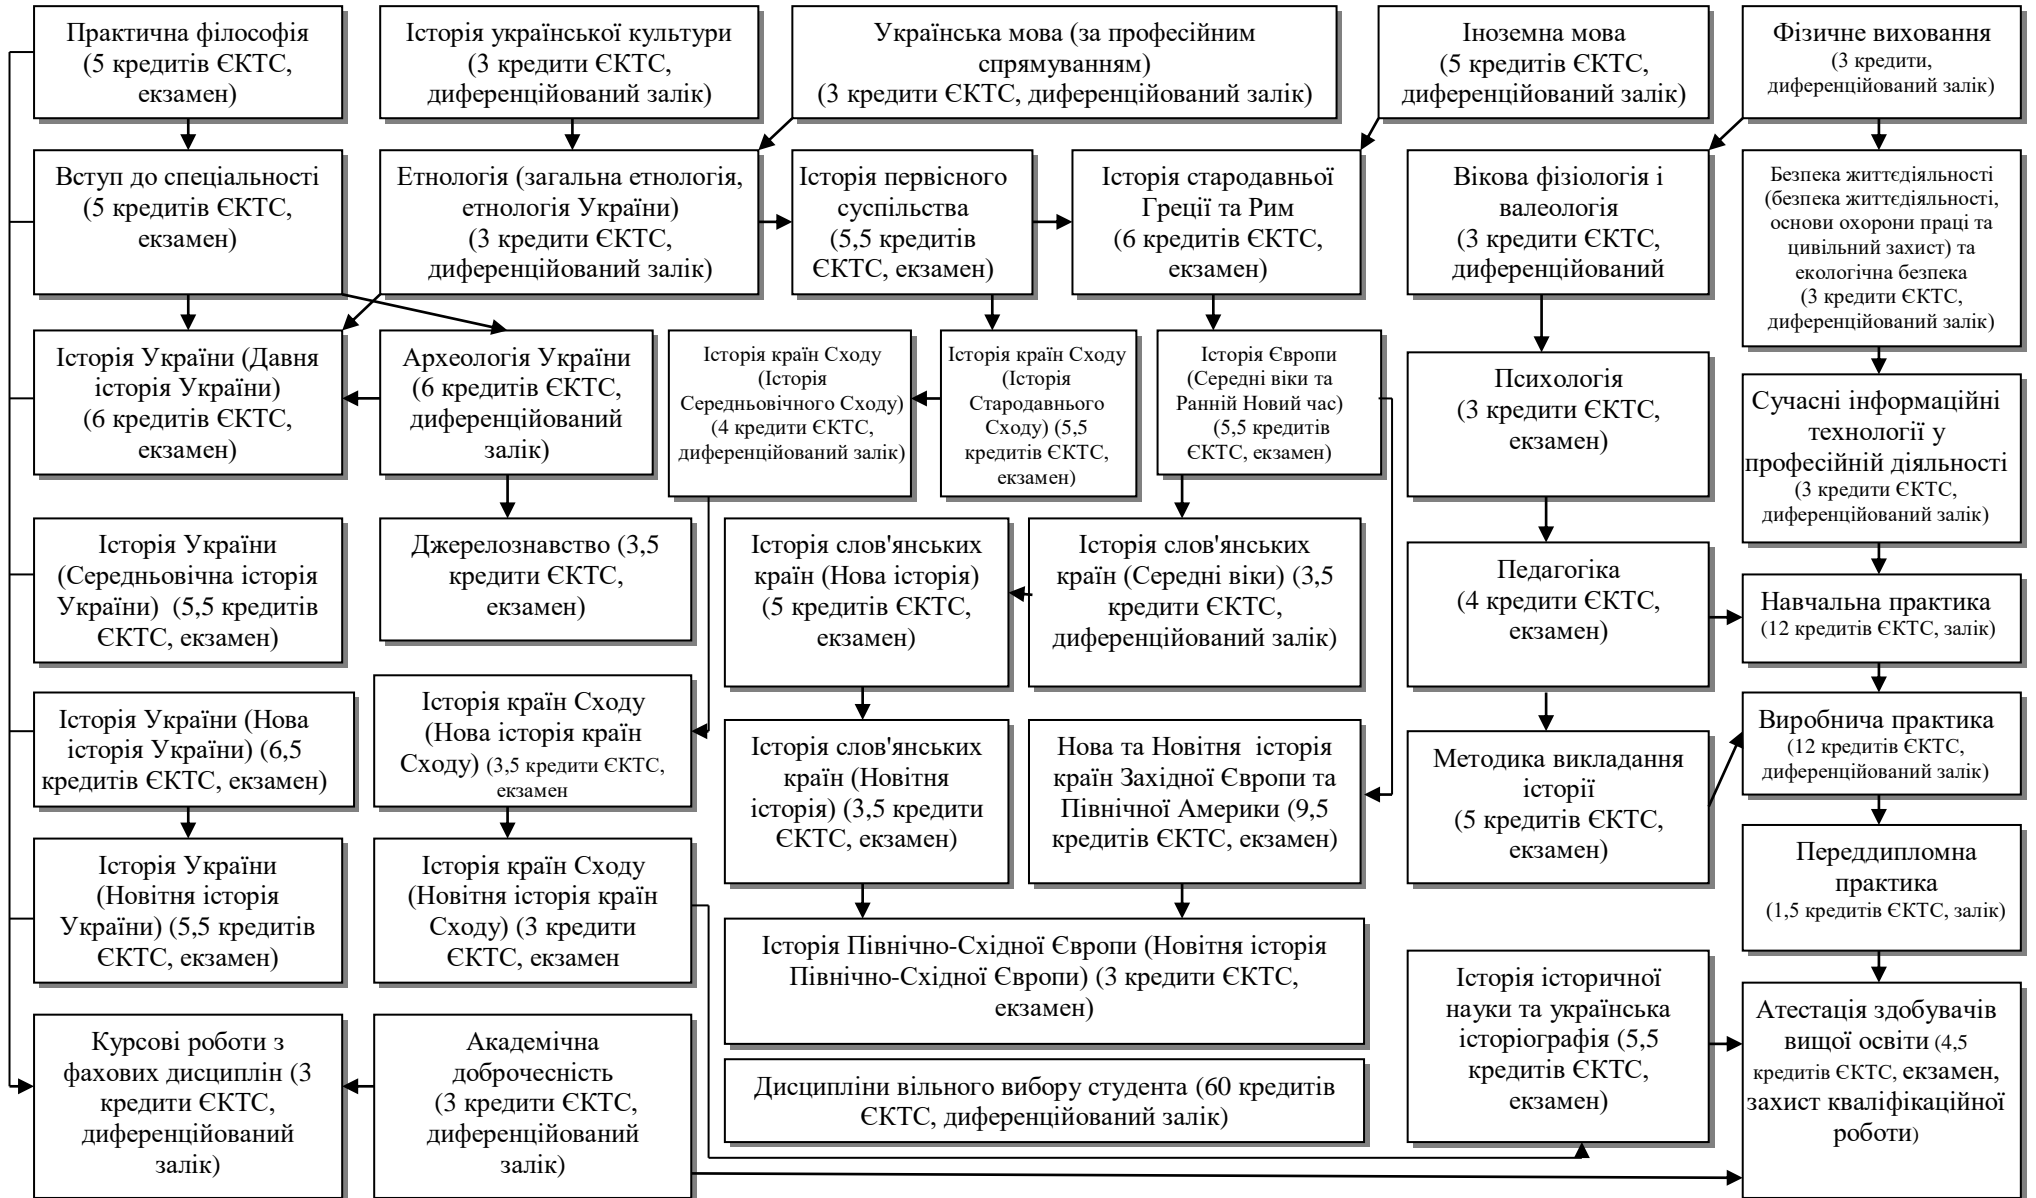 Практична філософія
(5 кредитів ЄКТС,
екзамен)
Історія української культури
(3 кредити ЄКТС,
диференційований залік)
Українська мова (за професійним
спрямуванням)
(3 кредити ЄКТС, диференційований залік)
Іноземна мова
(5 кредитів ЄКТС,
диференційований залік)
Фізичне виховання
(3 кредити,
диференційований залік)
Вступ до спеціальності
(5 кредитів ЄКТС,
екзамен)
Етнологія (загальна етнологія,
етнологія України)
(3 кредити ЄКТС,
диференційований залік)
Історія первісного
суспільства
(5,5 кредитів
ЄКТС, екзамен)
Історія стародавньої
Греції та Рим
(6 кредитів ЄКТС,
екзамен)
Вікова фізіологія і
валеологія
(3 кредити ЄКТС,
диференційований
Безпека життєдіяльності
(безпека життєдіяльності,
основи охорони праці та
цивільний захист) та
екологічна безпека
(3 кредити ЄКТС,
диференційований залік)
Історія України (Давня
історія України)
(6 кредитів ЄКТС,
екзамен)
Археологія України
(6 кредитів ЄКТС,
диференційований
залік)
Історія країн Сходу
(Історія
Середньовічного Сходу)
(4 кредити ЄКТС,
диференційований залік)
Історія країн Сходу
(Історія
Стародавнього
Сходу) (5,5
кредитів ЄКТС,
екзамен)
Історія Європи
(Середні віки та
Ранній Новий час)
(5,5 кредитів
ЄКТС, екзамен)
Психологія
(3 кредити ЄКТС,
екзамен)
Сучасні інформаційні
технології у
професійній діяльності
(3 кредити ЄКТС,
диференційований залік)
Історія України
(Середньовічна історія
України) (5,5 кредитів
ЄКТС, екзамен)
Джерелознавство (3,5
кредити ЄКТС,
екзамен)
Історія слов'янських
країн (Нова історія)
(5 кредитів ЄКТС,
екзамен)
Історія слов'янських
країн (Середні віки) (3,5
кредити ЄКТС,
диференційований залік)
Педагогіка
(4 кредити ЄКТС,
екзамен)
Навчальна практика
(12 кредитів ЄКТС, залік)
Історія України (Нова
історія України) (6,5
кредитів ЄКТС, екзамен)
Історія країн Сходу
(Нова історія країн
Сходу) (3,5 кредити ЄКТС,
екзамен
Історія слов'янських
країн (Новітня
історія) (3,5 кредити
ЄКТС, екзамен)
Нова та Новітня історія
країн Західної Європи та
Північної Америки (9,5
кредитів ЄКТС, екзамен)
Методика викладання
історії
(5 кредитів ЄКТС,
екзамен)
Виробнича практика
(12 кредитів ЄКТС,
диференційований залік)
Історія України
(Новітня історія
України) (5,5 кредитів
ЄКТС, екзамен)
Історія країн Сходу
(Новітня історія країн
Сходу) (3 кредити
ЄКТС, екзамен
Переддипломна
практика
(1,5 кредитів ЄКТС, залік)
Історія Північно-Східної Європи (Новітня історія
Північно-Східної Європи) (3 кредити ЄКТС,
екзамен)
Історія історичної
науки та українська
історіографія (5,5
кредитів ЄКТС,
екзамен)
Атестація здобувачів
вищої освіти (4,5
кредитів ЄКТС, екзамен,
захист кваліфікаційної
роботи)
Курсові роботи з
фахових дисциплін (3
кредити ЄКТС,
диференційований
залік)
Академічна
доброчесність
(3 кредити ЄКТС,
диференційований
залік)
Дисципліни вільного вибору студента (60 кредитів
ЄКТС, диференційований залік)